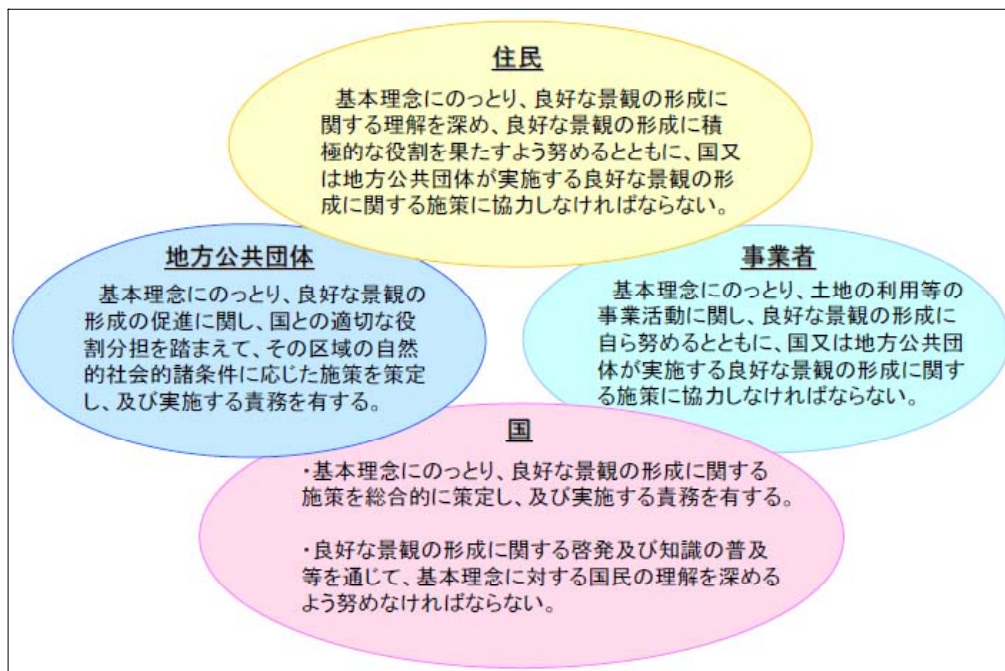 住民
基本理念にのっとり、良好な景観の形成に
関する理解を深め、良好な景観の形成に積
極的な役割を果たすよう努めるとともに、国又
は地方公共団体が実施する良好な景観の形
成に関する施策に協力しなければならない。
地方公共団体
基本理念にのっとり、良好な景観の
形成の促進に関し、国との適切な役
割分担を踏まえて、その区域の自然
的社会的諸条件に応じた施策を策定
し、及び実施する責務を有する。
事業者
基本理念にのっとり、土地の利用等の
事業活動に関し、良好な景観の形成に
自ら努めるとともに、国又は地方公共団
体が実施する良好な景観の形成に関す
る施策に協力しなければならない。
国
・基本理念にのっとり、良好な景観の形成に関する
施策を総合的に策定し、及び実施する責務を有する。
・良好な景観の形成に関する啓発及び知識の普及
等を通じて、基本理念に対する国民の理解を深める
よう努めなければならない。